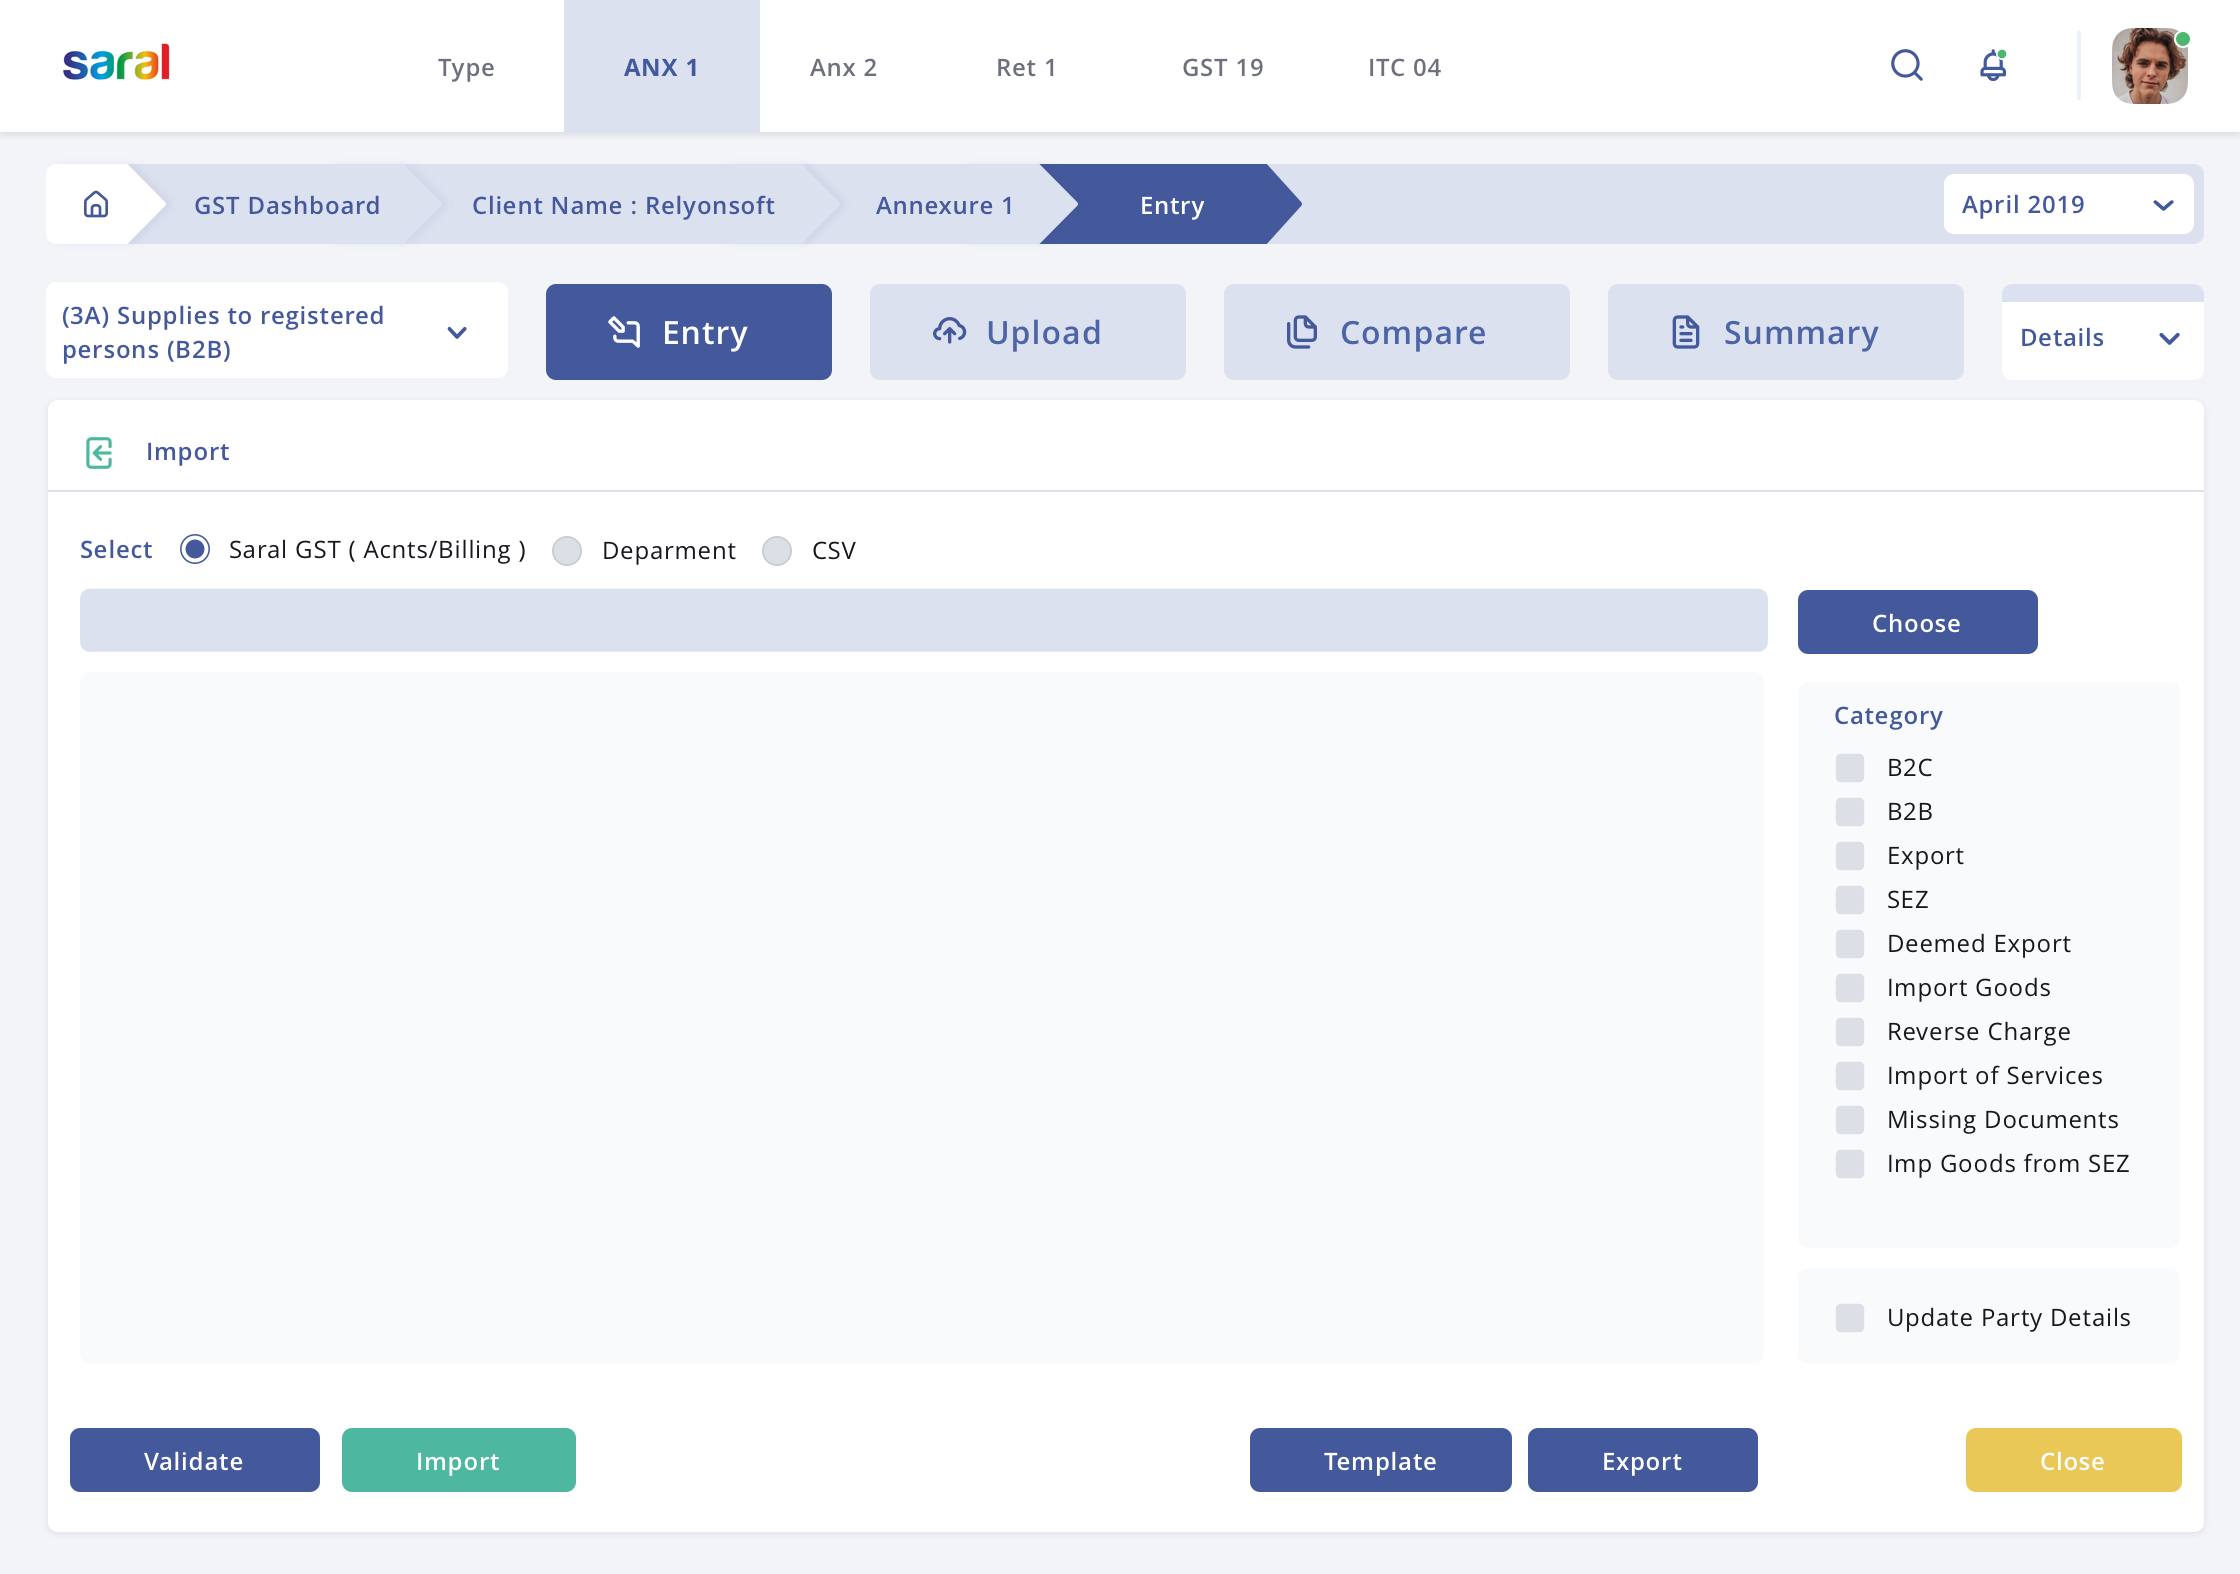 saral
Type
ANX 1
Anx 2
Ret 1
GST 19
ITC 04
GST Dashboard
Client Name : Relyonsoft
Annexure 1
Entry
April 2019
(3A) Supplies to registered
persons (B2B)
Entry
Upload
Compare
Summary
Details
Import
Select
Saral GST ( Acnts/Billing )
Deparment
CSV
Choose
Category
B2C
B2B
Export
SEZ
Deemed Export
Import Goods
Reverse Charge
Import of Services
Missing Documents
Imp Goods from SEZ
Update Party Details
Validate
Import
Template
Export
Close